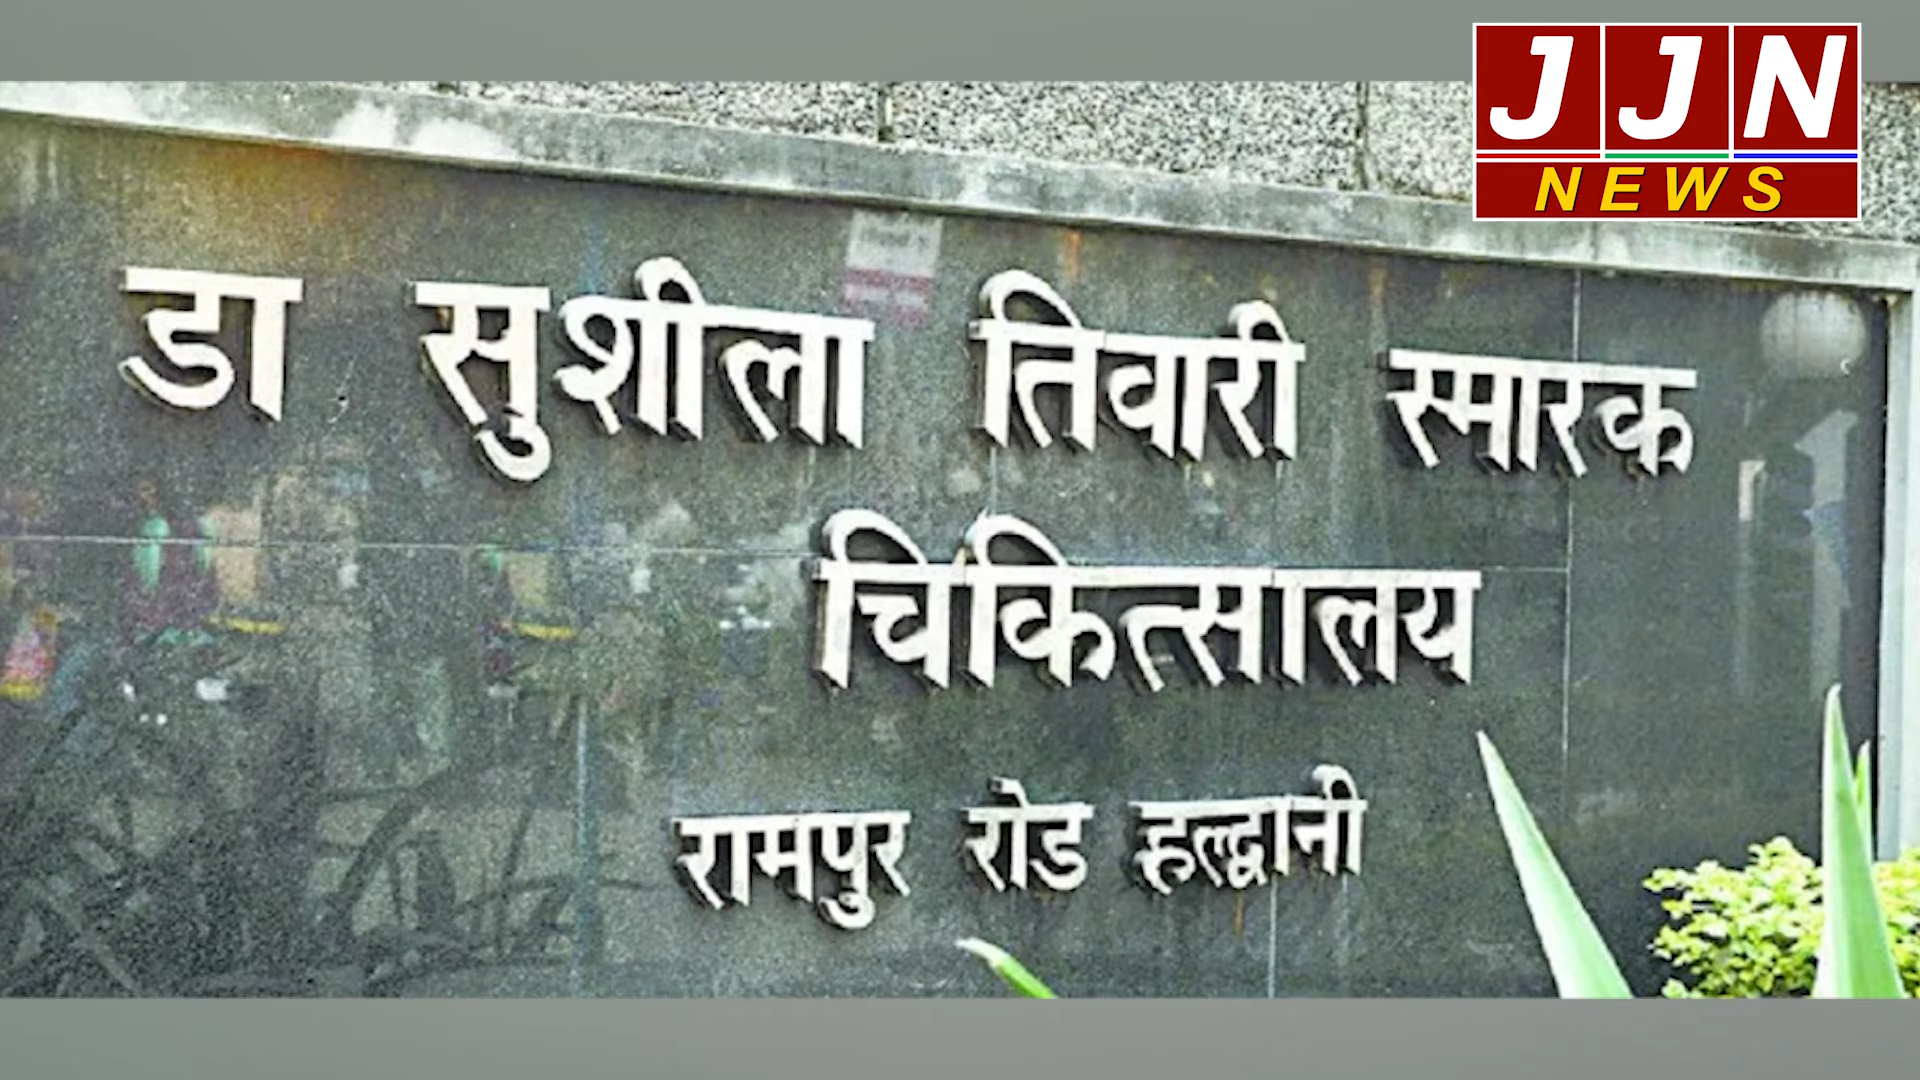 JJN
NEWS
डा सुशीला तिवारी स्मारक
चिकित्सालय
रामपुर रोड हल्द्वानी